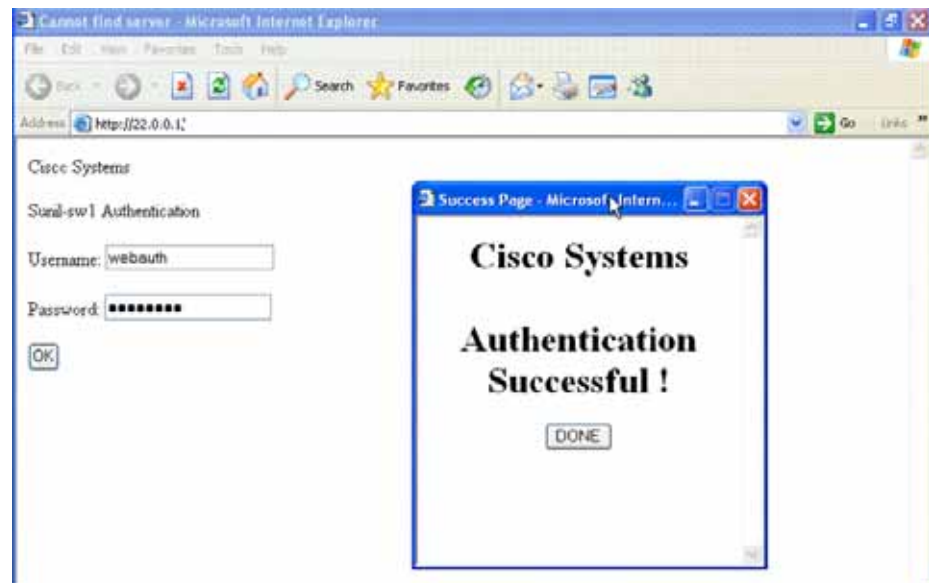 Cannot find server - Microsoft Internet Explorer
File Edit View Favorites Tools Help
Back Search Favorites
Address http://22.0.0.1/ Go Links »
Cisco Systems
Sunil-sw1 Authentication
Username: webauth
Password: ●●●●●●●●
OK
Success Page - Microsoft Intern...
Cisco Systems
Authentication
Successful !
DONE